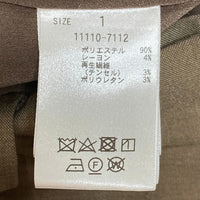 SIZE 1
11110-7112
ポリエステル 90%
レーヨン 4%
再生繊維
(テンセル) 3%
ポリウレタン 3%